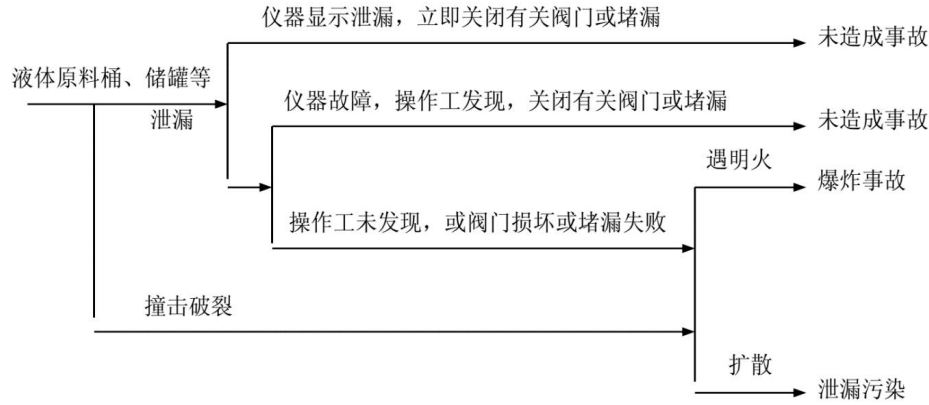 仪器显示泄漏，立即关闭有关阀门或堵漏
未造成事故
液体原料桶、储罐等
泄漏
仪器故障，操作工发现，关闭有关阀门或堵漏
未造成事故
遇明火
爆炸事故
操作工未发现，或阀门损坏或堵漏失败
撞击破裂
扩散
泄漏污染